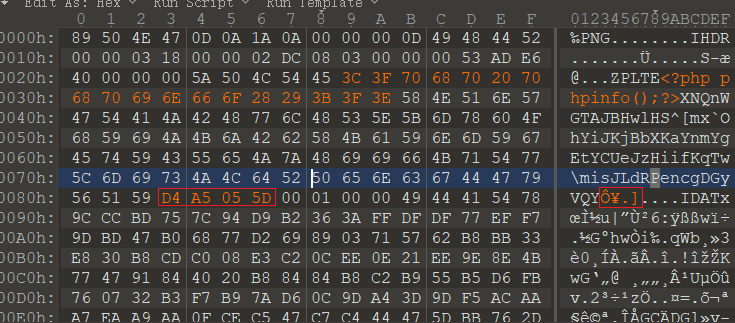 Edit As: Hex Run Script Run Template
0 1 2 3 4 5 6 7 8 9 A B C D E F 0123456789ABCDEF
0000h: 89 50 4E 47 0D 0A 1A 0A 00 00 00 0D 49 48 44 52 ‰PNG........IHDR
0010h: 00 00 03 18 00 00 02 DC 08 03 00 00 00 53 AD E6 .......Ü.....S-æ
0020h: 40 00 00 00 5A 50 4C 54 45 3C 3F 70 68 70 20 70 @...ZPLTE<?php p
0030h: 68 70 69 6E 66 6F 28 29 3B 3F 3E 58 4E 51 6E 57 hpinfo();?>XNQnW
0040h: 47 54 41 4A 42 48 77 6C 48 53 5E 5B 6D 78 60 4F GTAJBHwlHS^[mx`O
0050h: 68 59 69 4A 4B 6A 42 62 58 4B 61 59 6E 6D 59 67 hYiJKjBbXKaYnmYg
0060h: 45 74 59 43 55 65 4A 7A 48 69 69 66 4B 71 54 77 EtYCUeJzHiifKqTw
0070h: 5C 6D 69 73 4A 4C 64 52 50 65 6E 63 67 44 47 79 \misJLdRPencgDGy
0080h: 56 51 59 D4 A5 05 5D 00 01 00 00 49 44 41 54 78 VQYÔ¥.]....IDATx
0090h: 9C CC BD 75 7C 94 D9 B2 36 3A FF DF DF 77 EF F7 œÌ½u|”Ù²6:ÿßßwï÷
00A0h: 9D BD 47 B0 68 77 D2 69 89 03 71 57 62 B8 BB 33 .½G°hwÒi‰.qWb¸»3
00B0h: E8 30 B8 CD C0 08 E3 C2 0C EE 0E 21 EE 9E 8E 4B è0¸ÍÀ.ãÂ.î.!îžŽK
00C0h: 77 47 91 84 40 20 B8 84 84 B8 C2 B9 55 B5 D6 FB wG‘„@ ¸„„¸Â¹UµÖû
00D0h: 76 07 32 B3 F7 B9 7A D6 0C 9D A4 3D 9D F5 AC AA v.2³÷¹zÖ..¤=.õ¬ª
A7 EA A9 AA 0F CE C5 47 C7 C4 44 47 5D BB 76 2D §ê©ª.ÎÅGÇÄDG]»v-